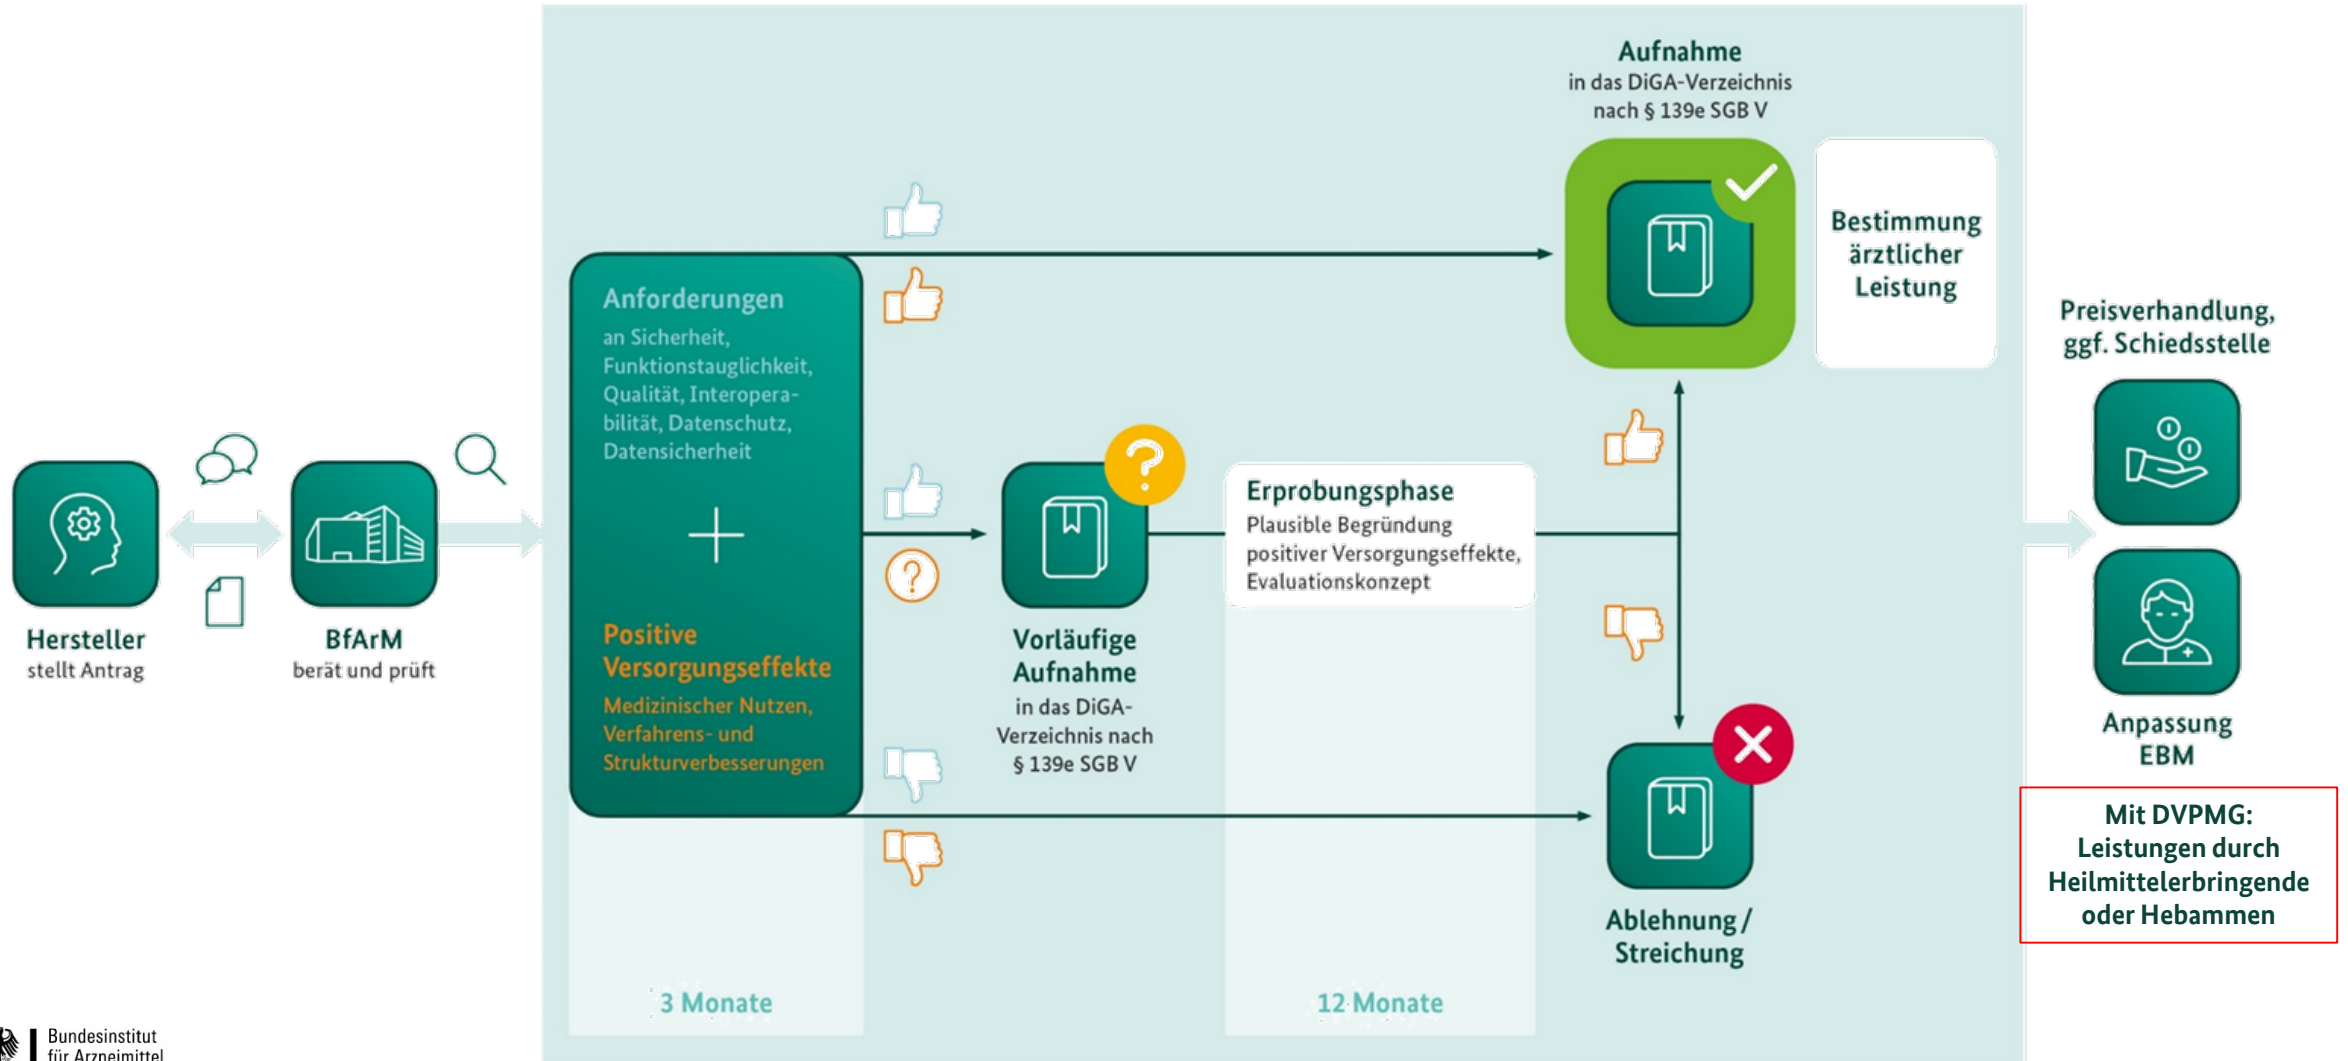 Hersteller
stellt Antrag
BfArM
berät und prüft
Anforderungen
an Sicherheit,
Funktionstauglichkeit,
Qualität, Interopera-
bilität, Datenschutz,
Datensicherheit
Positive
Versorgungseffekte
Medizinischer Nutzen,
Verfahrens- und
Strukturverbesserungen
3 Monate
Vorläufige
Aufnahme
in das DiGA-
Verzeichnis nach
§ 139e SGB V
Erprobungsphase
Plausible Begründung
positiver Versorgungseffekte,
Evaluationskonzept
12 Monate
Aufnahme
in das DiGA-Verzeichnis
nach § 139e SGB V
Bestimmung
ärztlicher
Leistung
Ablehnung /
Streichung
Preisverhandlung,
ggf. Schiedsstelle
Anpassung
EBM
Mit DVPMG:
Leistungen durch
Heilmittelerbringende
oder Hebammen
Bundesinstitut
für Arzneimittel